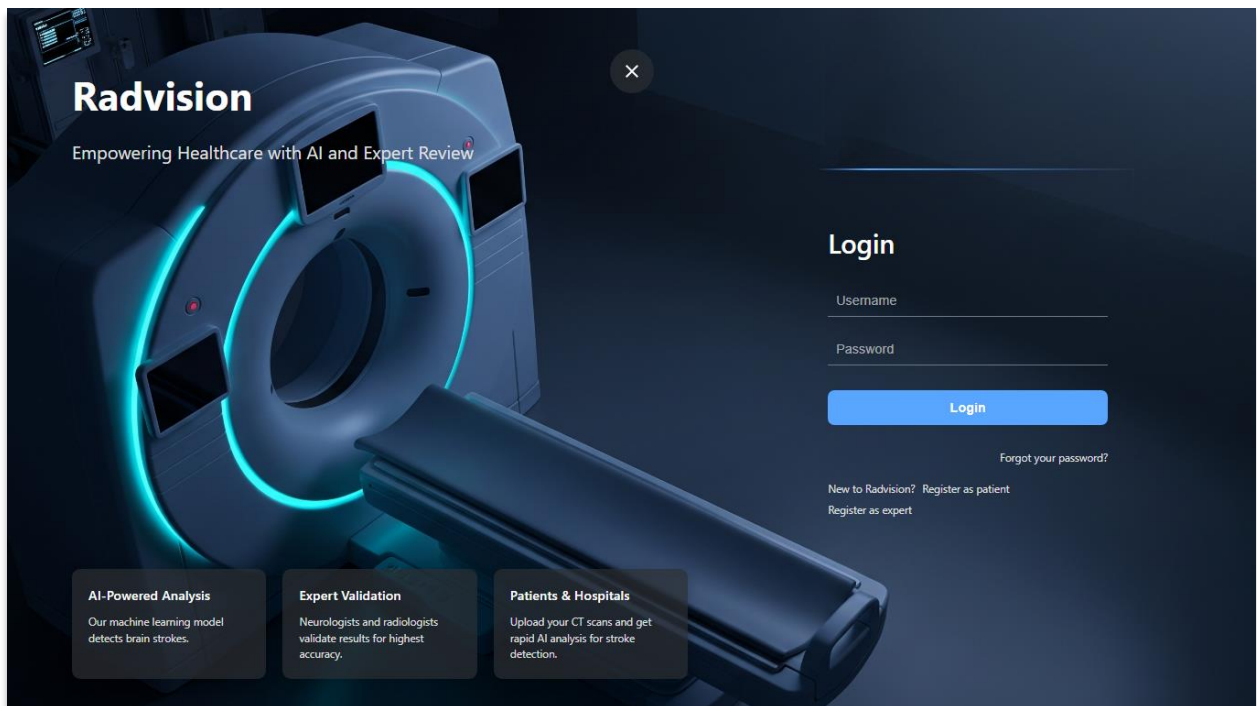 Radvision
Empowering Healthcare with AI and Expert Review
Login
Username
Password
Login
Forgot your password?
New to Radvision? Register as patient
Register as expert
AI-Powered Analysis
Our machine learning model
detects brain strokes.
Expert Validation
Neurologists and radiologists
validate results for highest
accuracy.
Patients & Hospitals
Upload your CT scans and get
rapid AI analysis for stroke
detection.